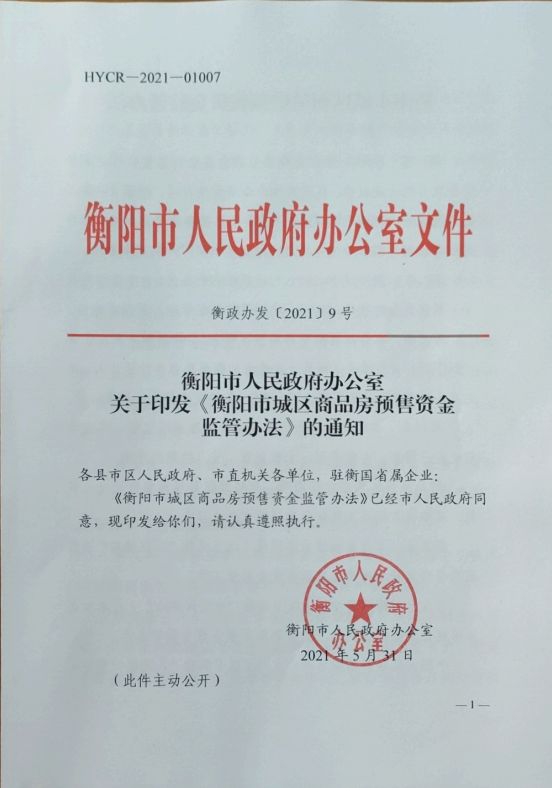 HYCR—2021—01007
衡阳市人民政府办公室文件
衡政办发〔2021〕9号
衡阳市人民政府办公室
关于印发《衡阳市城区商品房预售资金
监管办法》的通知
各县市区人民政府、市直机关各单位，驻衡国省属企业：
《衡阳市城区商品房预售资金监管办法》已经市人民政府同
意，现印发给你们，请认真遵照执行。
衡阳市人民政府
办公室
衡阳市人民政府办公室
2021年5月31日
（此件主动公开）
—1—